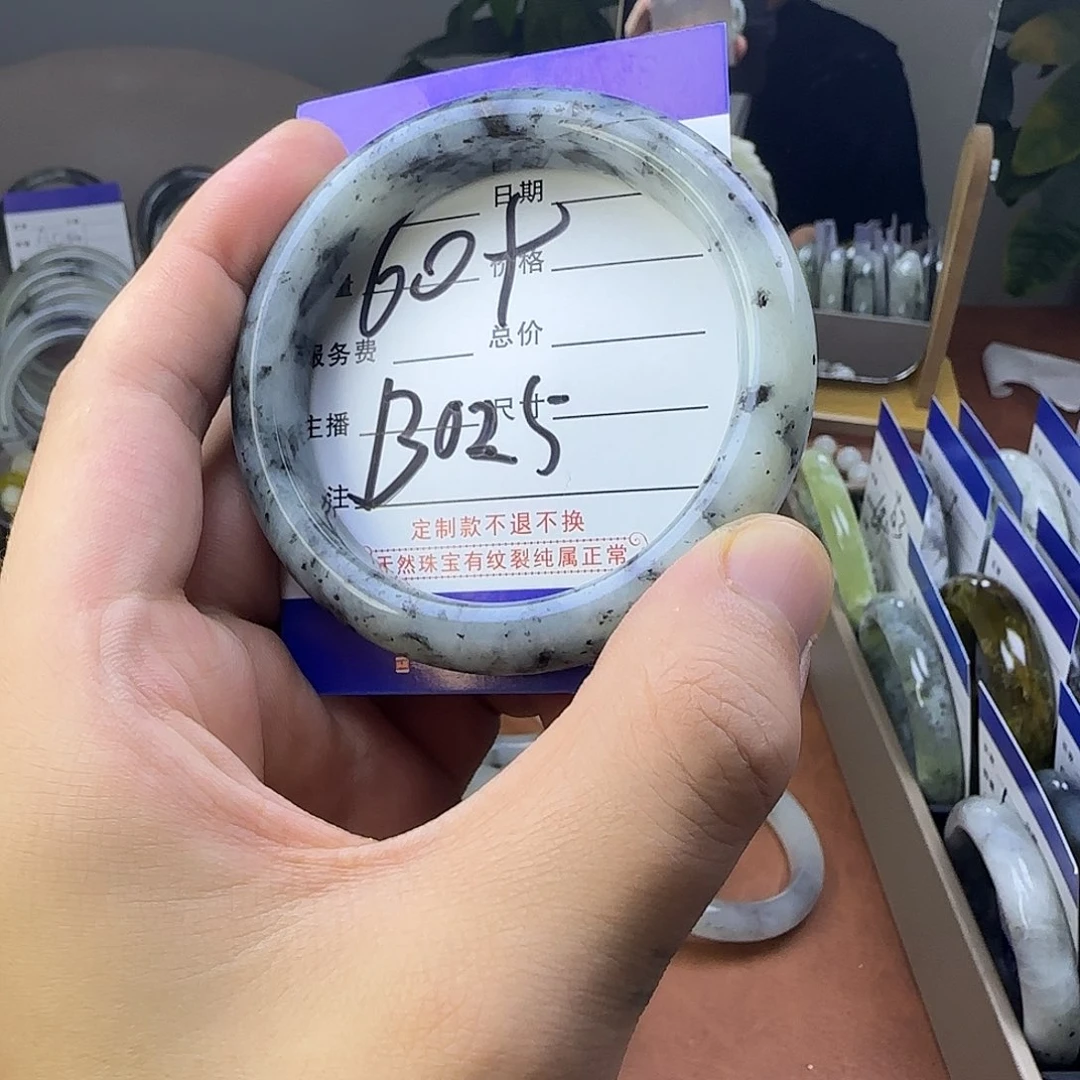 日期
60+
价格
服务费 总价
主播 尺寸
B025
注
定制款不退不换
天然珠宝有纹裂纯属正常